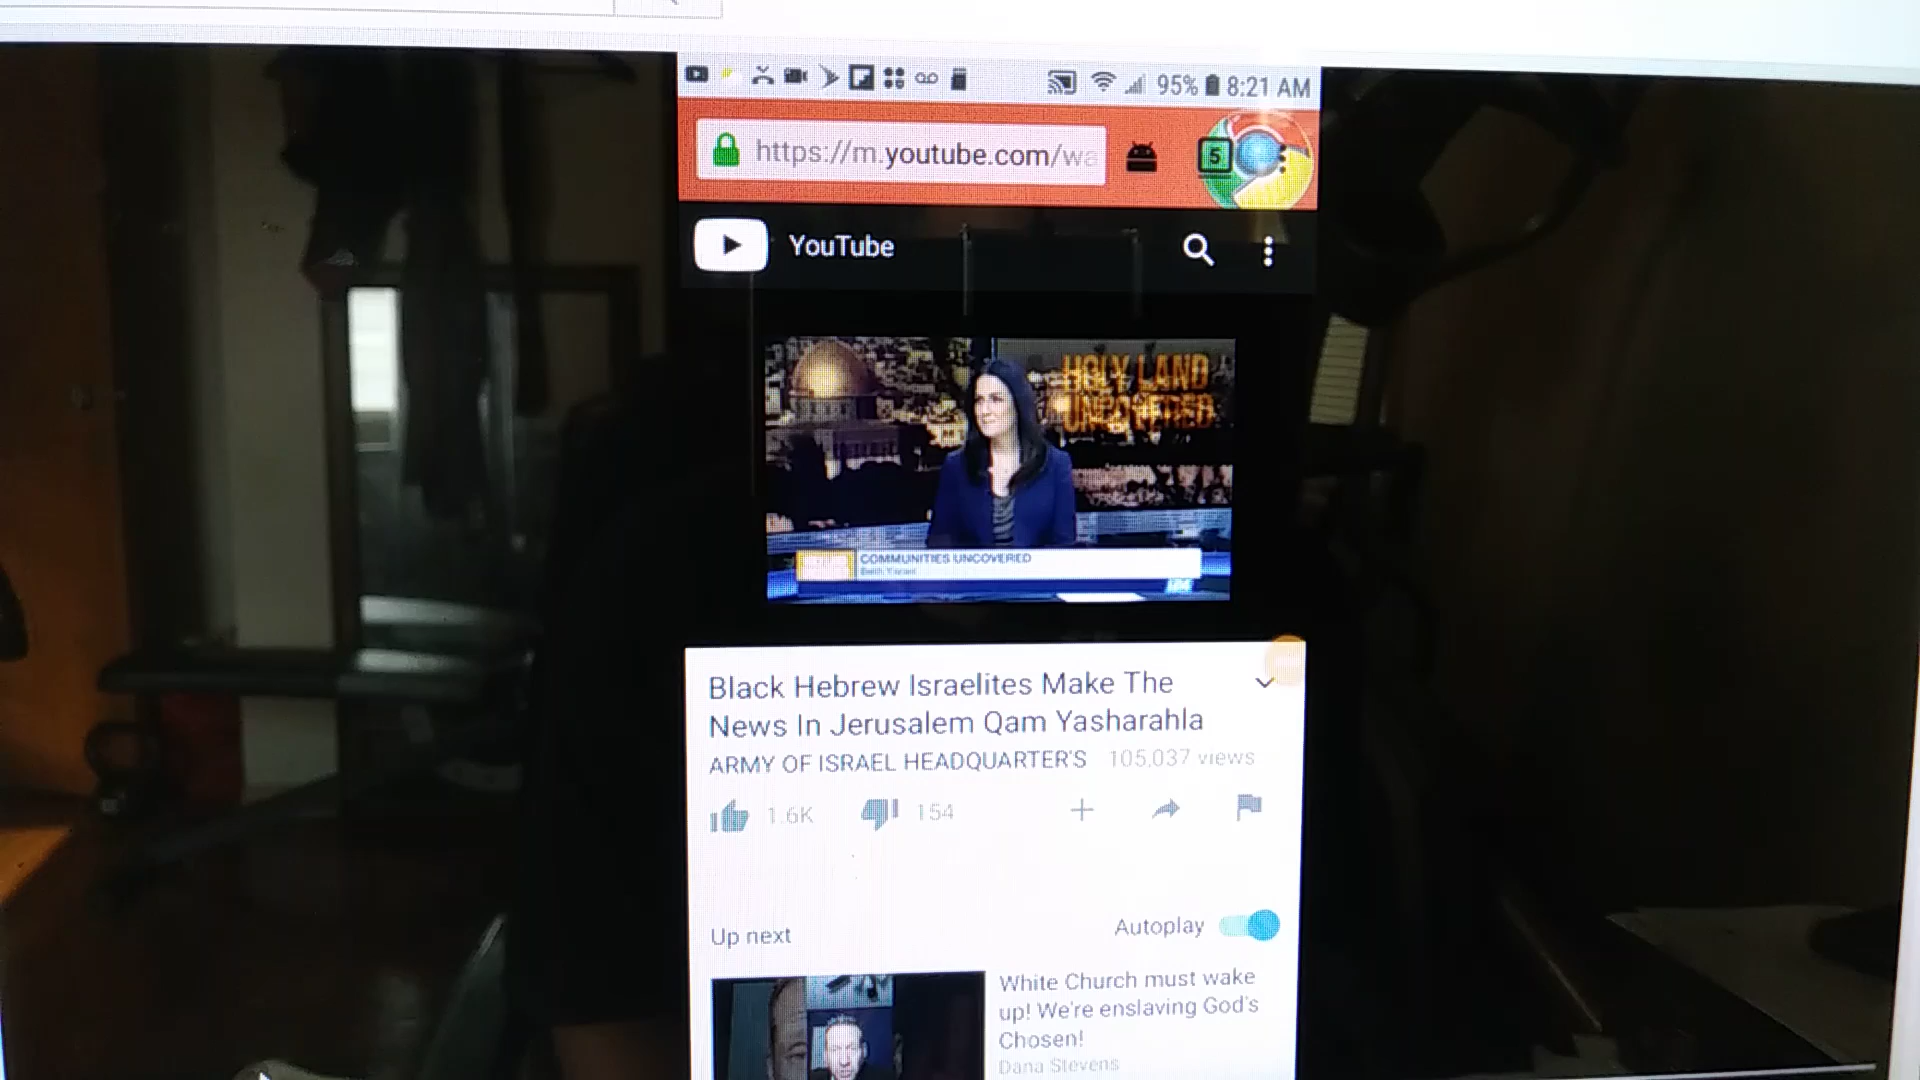 95% 8:21 AM
https://m.youtube.com/wa
5
YouTube
HOLY LAND
UNCOVERED
COMMUNITIES UNCOVERED
Black Hebrew Israelites Make The
News In Jerusalem Qam Yasharahla
ARMY OF ISRAEL HEADQUARTER'S 105,037 views
1.6K 154
Up next Autoplay
White Church must wake
up! We're enslaving God's
Chosen!
Dana Stevens